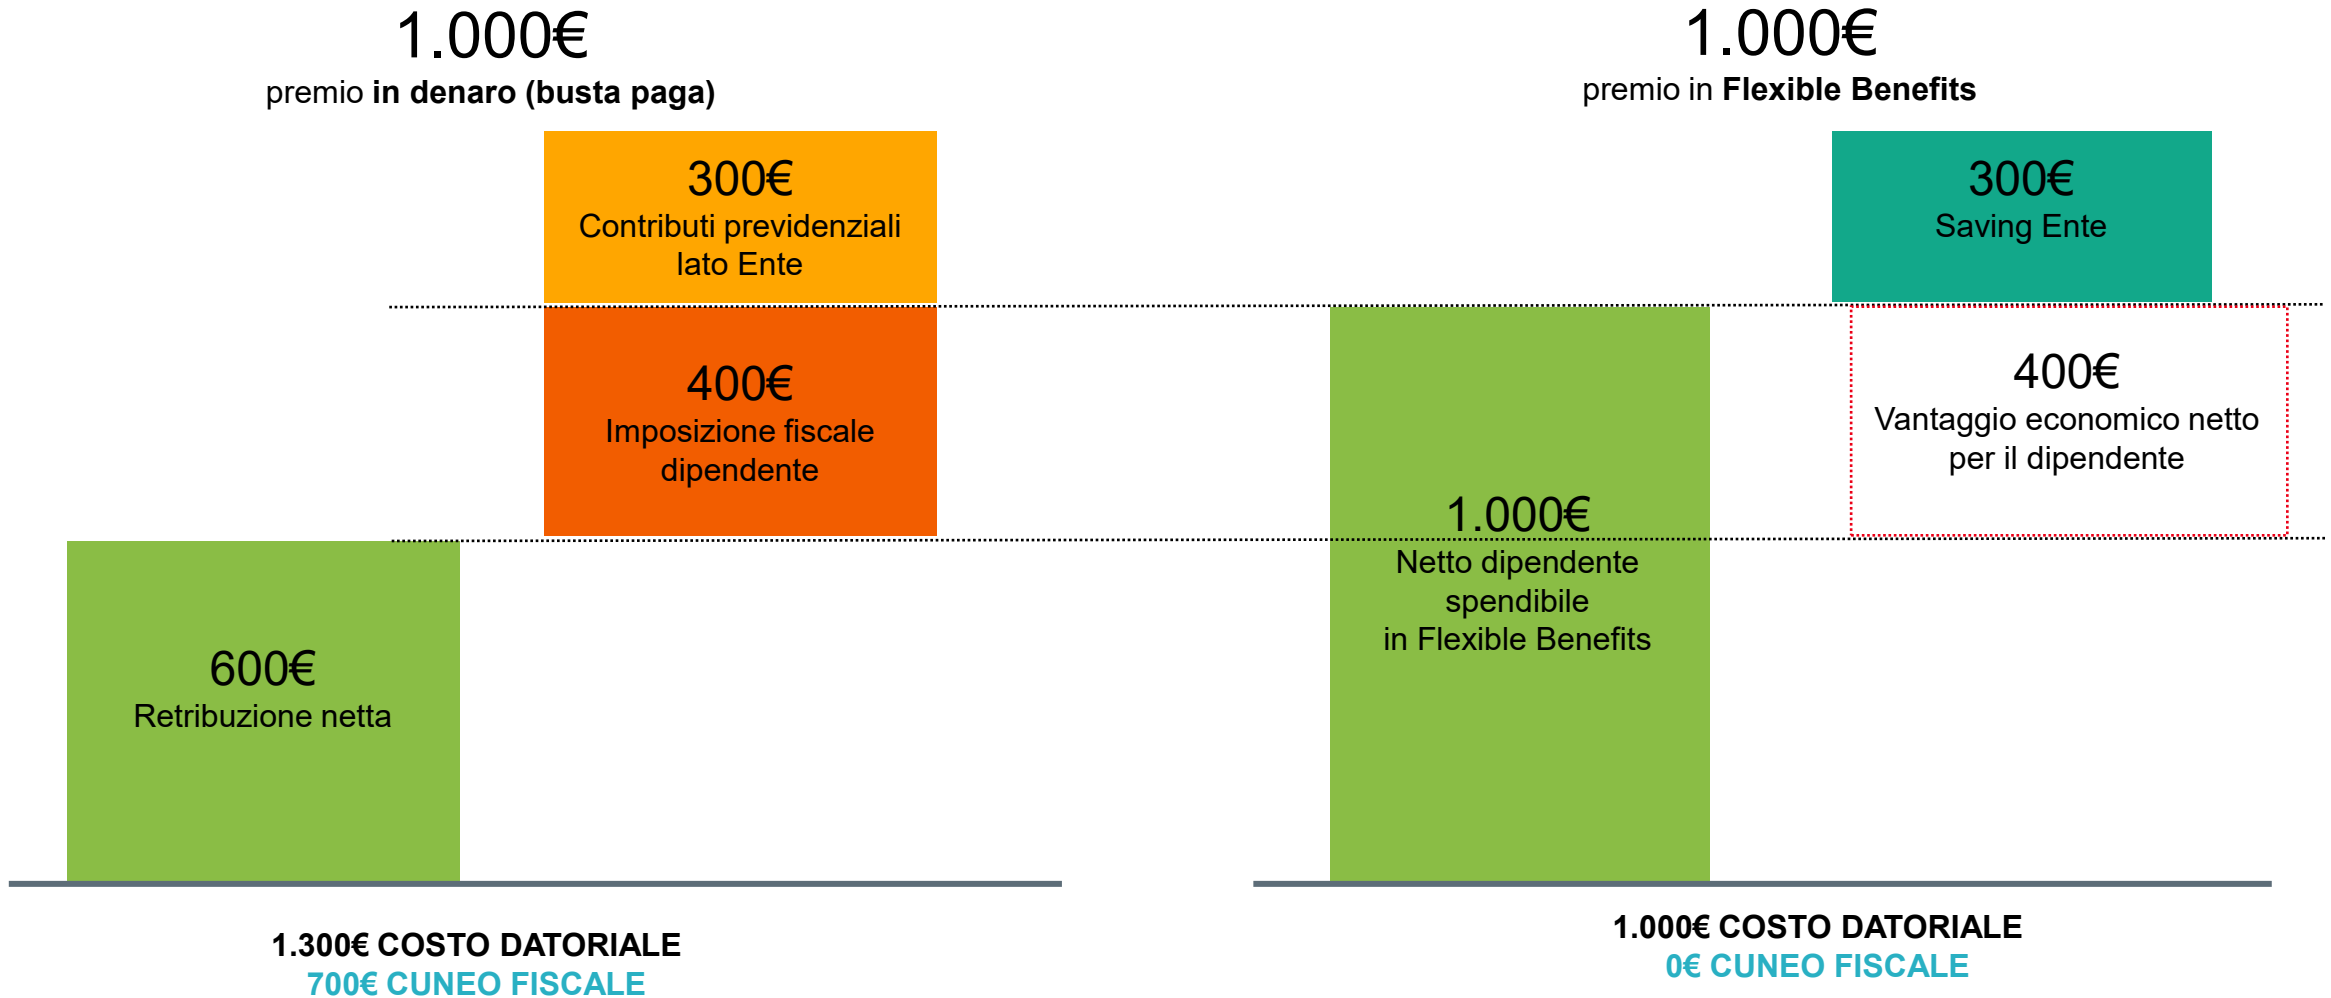 1.000€
premio in denaro (busta paga)
300€
Contributi previdenziali
lato Ente
400€
Imposizione fiscale
dipendente
600€
Retribuzione netta
1.300€ COSTO DATORIALE
700€ CUNEO FISCALE
1.000€
premio in Flexible Benefits
300€
Saving Ente
400€
Vantaggio economico netto
per il dipendente
1.000€
Netto dipendente
spendibile
in Flexible Benefits
1.000€ COSTO DATORIALE
0€ CUNEO FISCALE